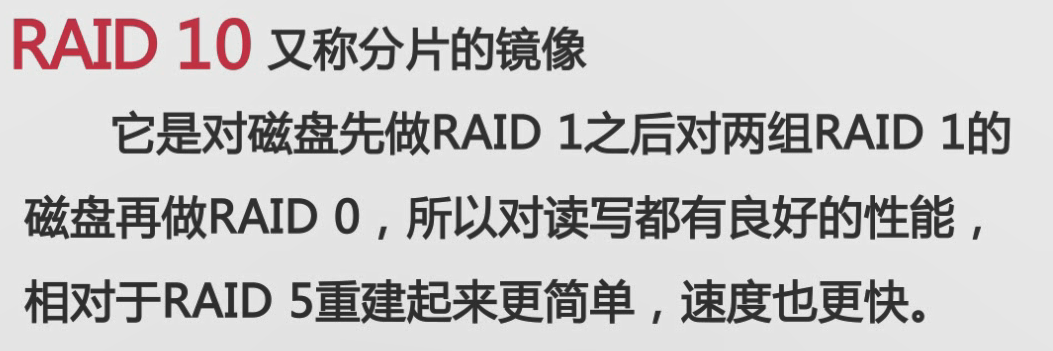 RAID 10 又称分片的镜像
它是对磁盘先做RAID 1之后对两组RAID 1的
磁盘再做RAID 0，所以对读写都有良好的性能，
相对于RAID 5重建起来更简单，速度也更快。